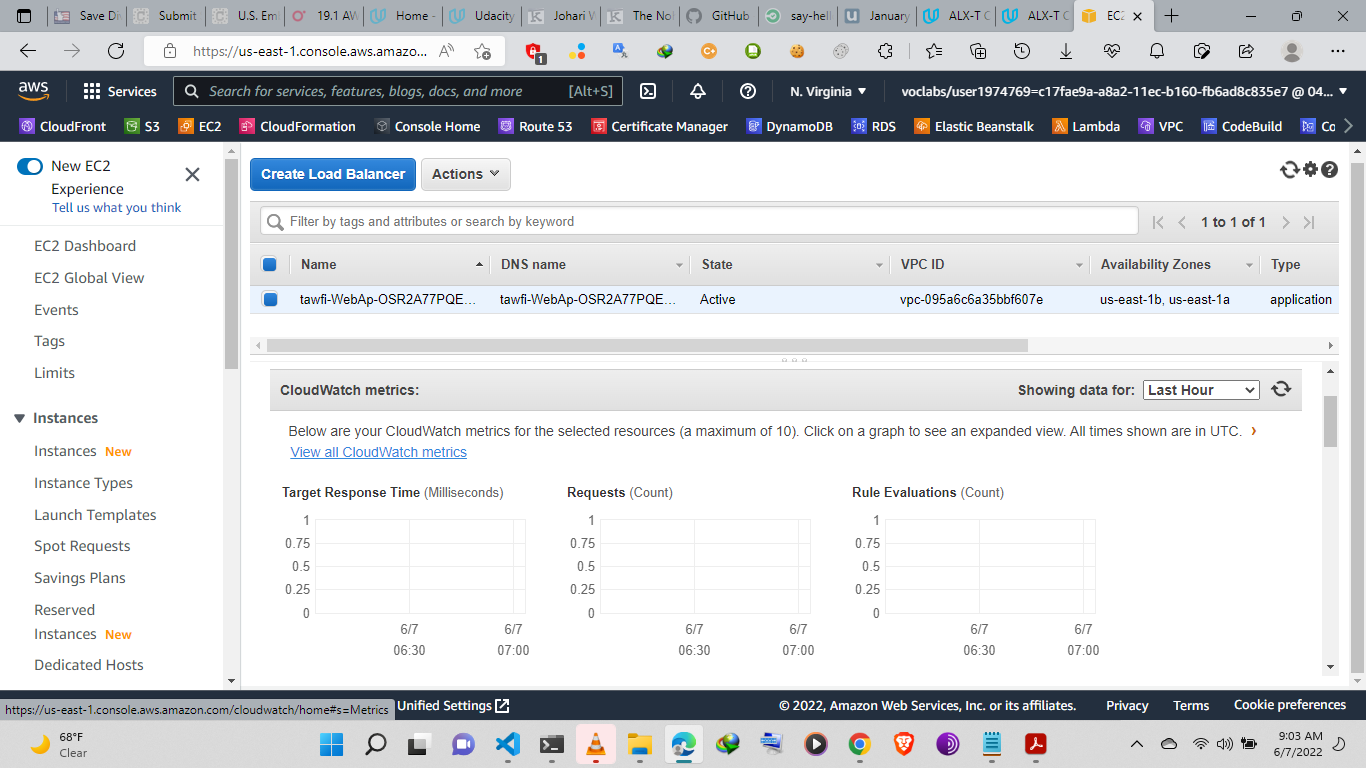 Save Div
Submit
U.S. Emb
19.1 AW
Home -
Udacity
Johari W
The Not
GitHub
say-hell
January
ALX-T C
ALX-T C
EC2
https://us-east-1.console.aws.amazo...
1
aws
Services
Search for services, features, blogs, docs, and more
[Alt+S]
N. Virginia
voclabs/user1974769=c17fae9a-a8a2-11ec-b160-fb6ad8c835e7 @ 04...
CloudFront
S3
EC2
CloudFormation
Console Home
Route 53
Certificate Manager
DynamoDB
RDS
Elastic Beanstalk
Lambda
VPC
CodeBuild
Co
New EC2
Experience
Tell us what you think
EC2 Dashboard
EC2 Global View
Events
Tags
Limits
Instances
Instances New
Instance Types
Launch Templates
Spot Requests
Savings Plans
Reserved
Instances New
Dedicated Hosts
Create Load Balancer
Actions
Filter by tags and attributes or search by keyword
1 to 1 of 1
Name
DNS name
State
VPC ID
Availability Zones
Type
tawfi-WebAp-OSR2A77PQE...
tawfi-WebAp-OSR2A77PQE...
Active
vpc-095a6c6a35bbf607e
us-east-1b, us-east-1a
application
CloudWatch metrics:
Showing data for:
Last Hour
Below are your CloudWatch metrics for the selected resources (a maximum of 10). Click on a graph to see an expanded view. All times shown are in UTC.
View all CloudWatch metrics
Target Response Time (Milliseconds)
1
0.75
0.5
0.25
0
6/7
06:30
6/7
07:00
Requests (Count)
1
0.75
0.5
0.25
0
6/7
06:30
6/7
07:00
Rule Evaluations (Count)
1
0.75
0.5
0.25
0
6/7
06:30
6/7
07:00
https://us-east-1.console.aws.amazon.com/cloudwatch/home#s=Metrics
Unified Settings
© 2022, Amazon Web Services, Inc. or its affiliates.
Privacy
Terms
Cookie preferences
68°F
Clear
9:03 AM
6/7/2022